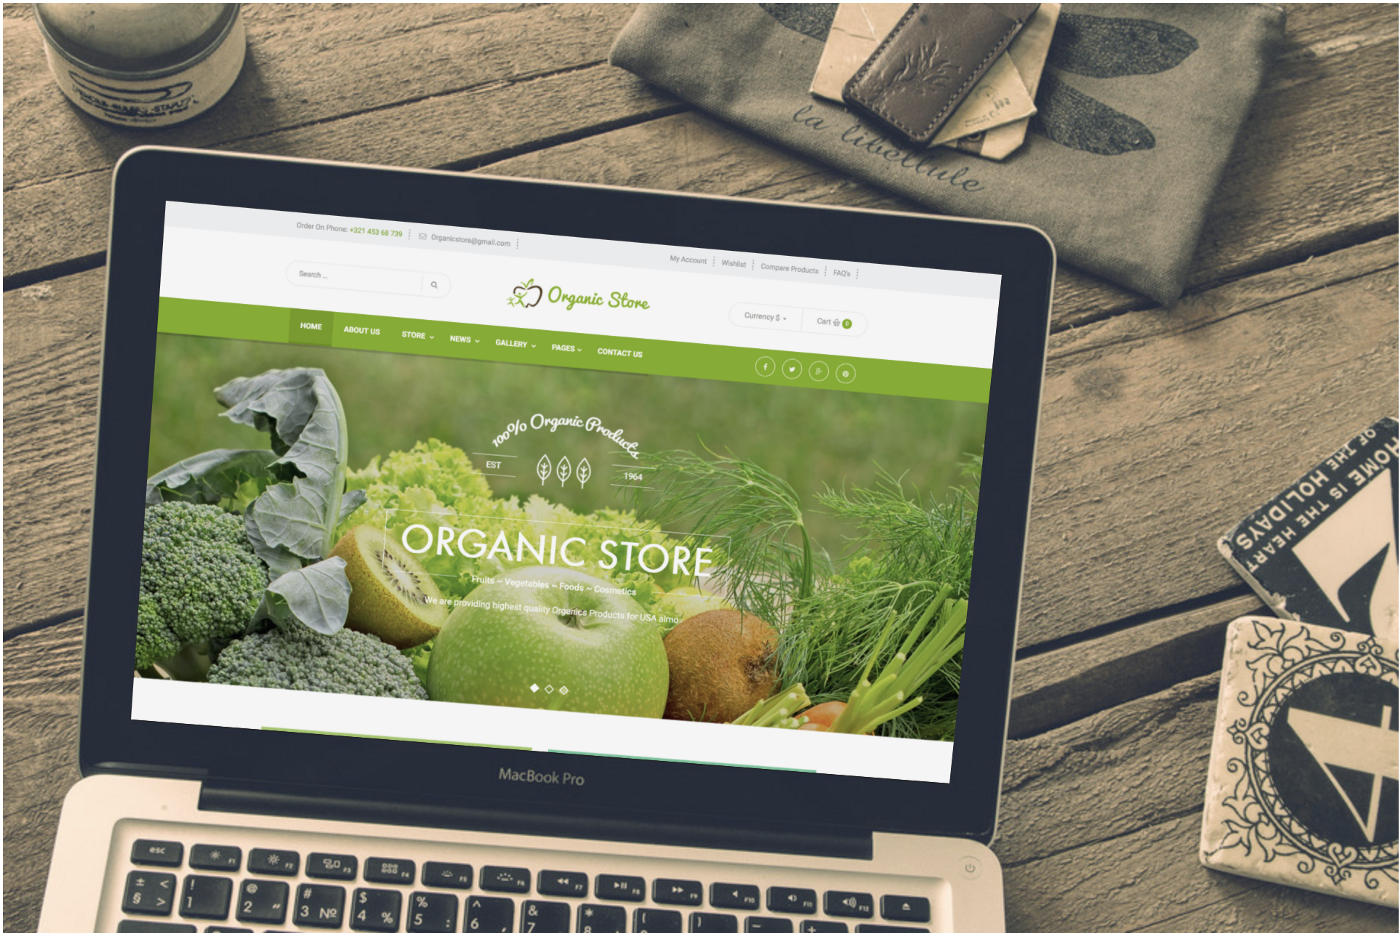 la libellule
Order On Phone: +321 453 68 739
Organicstore@gmail.com
My Account
Wishlist
Compare Products
FAQ's
Search ...
Organic Store
Currency $
Cart
0
HOME
ABOUT US
STORE
NEWS
GALLERY
PAGES
CONTACT US
100% Organic Products
EST
1964
ORGANIC STORE
Fruits ~ Vegetables ~ Foods ~ Cosmetics
We are providing highest quality Organics Products for USA almo
HOME IS THE HEART
OF THE HOLIDAYS
MacBook Pro
esc F1 F2 F3 F4 F5 F6 F7 F8 F9 F10 F11 F12
± § < > ! 1 @ 2 " # 3 № $ 4 % % 5 : ^ 6 , & 7 * 8 ( )